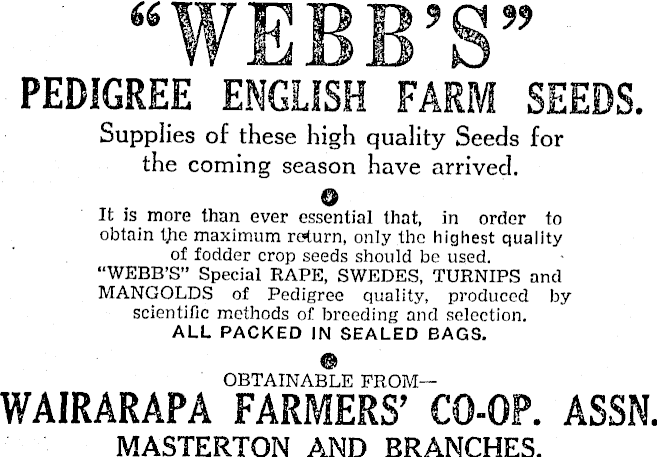 “WEBB’S”
PEDIGREE ENGLISH FARM SEEDS.
Supplies of these high quality Seeds for
the coming season have arrived.
It is more than ever essential that, in order to
obtain the maximum return, only the highest quality
of fodder crop seeds should be used.
“WEBB’S” Special RAPE, SWEDES, TURNIPS and
MANGOLDS of Pedigree quality, produced by
scientific methods of breeding and selection.
ALL PACKED IN SEALED BAGS.
OBTAINABLE FROM—
WAIRARAPA FARMERS’ CO-OP. ASSN.
MASTERTON AND BRANCHES.